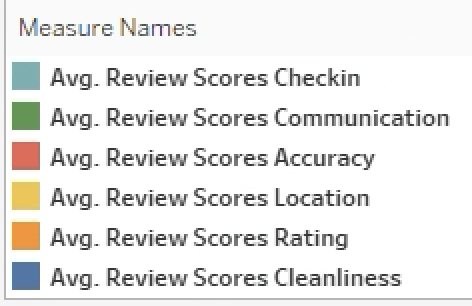 Measure Names
Avg. Review Scores Checkin
Avg. Review Scores Communication
Avg. Review Scores Accuracy
Avg. Review Scores Location
Avg. Review Scores Rating
Avg. Review Scores Cleanliness